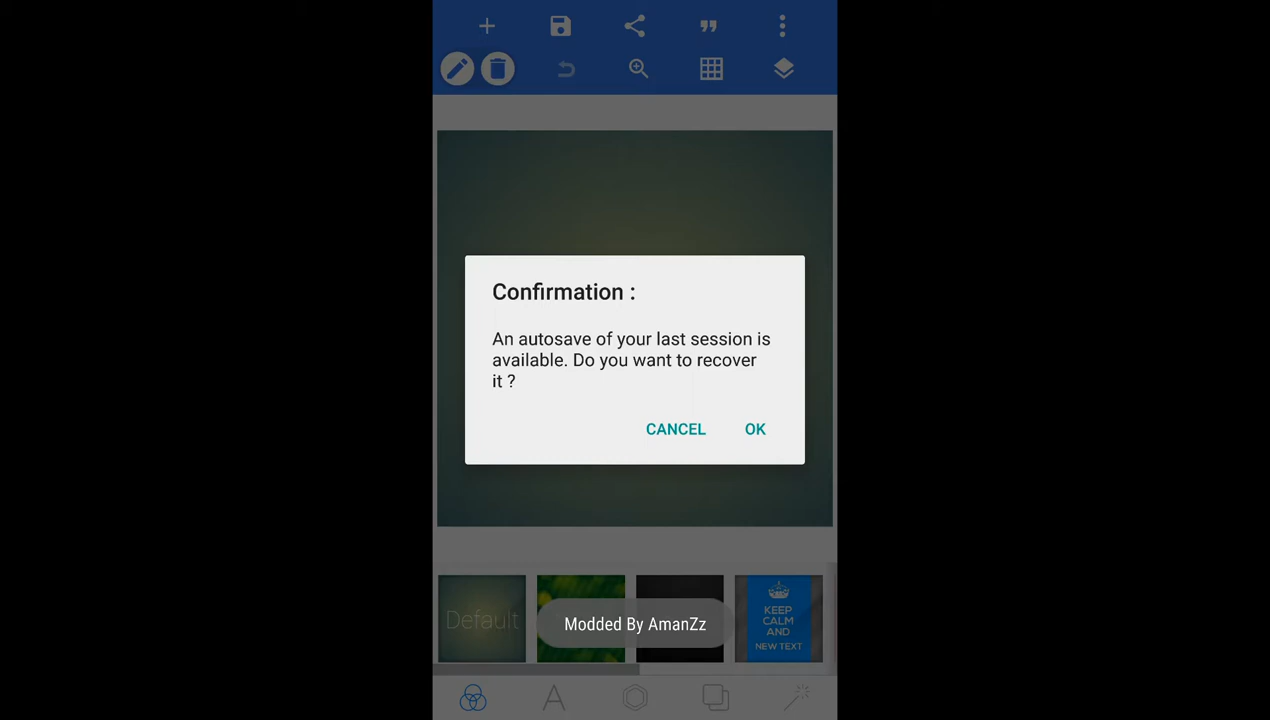 Confirmation :
An autosave of your last session is
available. Do you want to recover
it ?
CANCEL
OK
Default
Modded By AmanZz
KEEP
CALM
AND
NEW TEXT